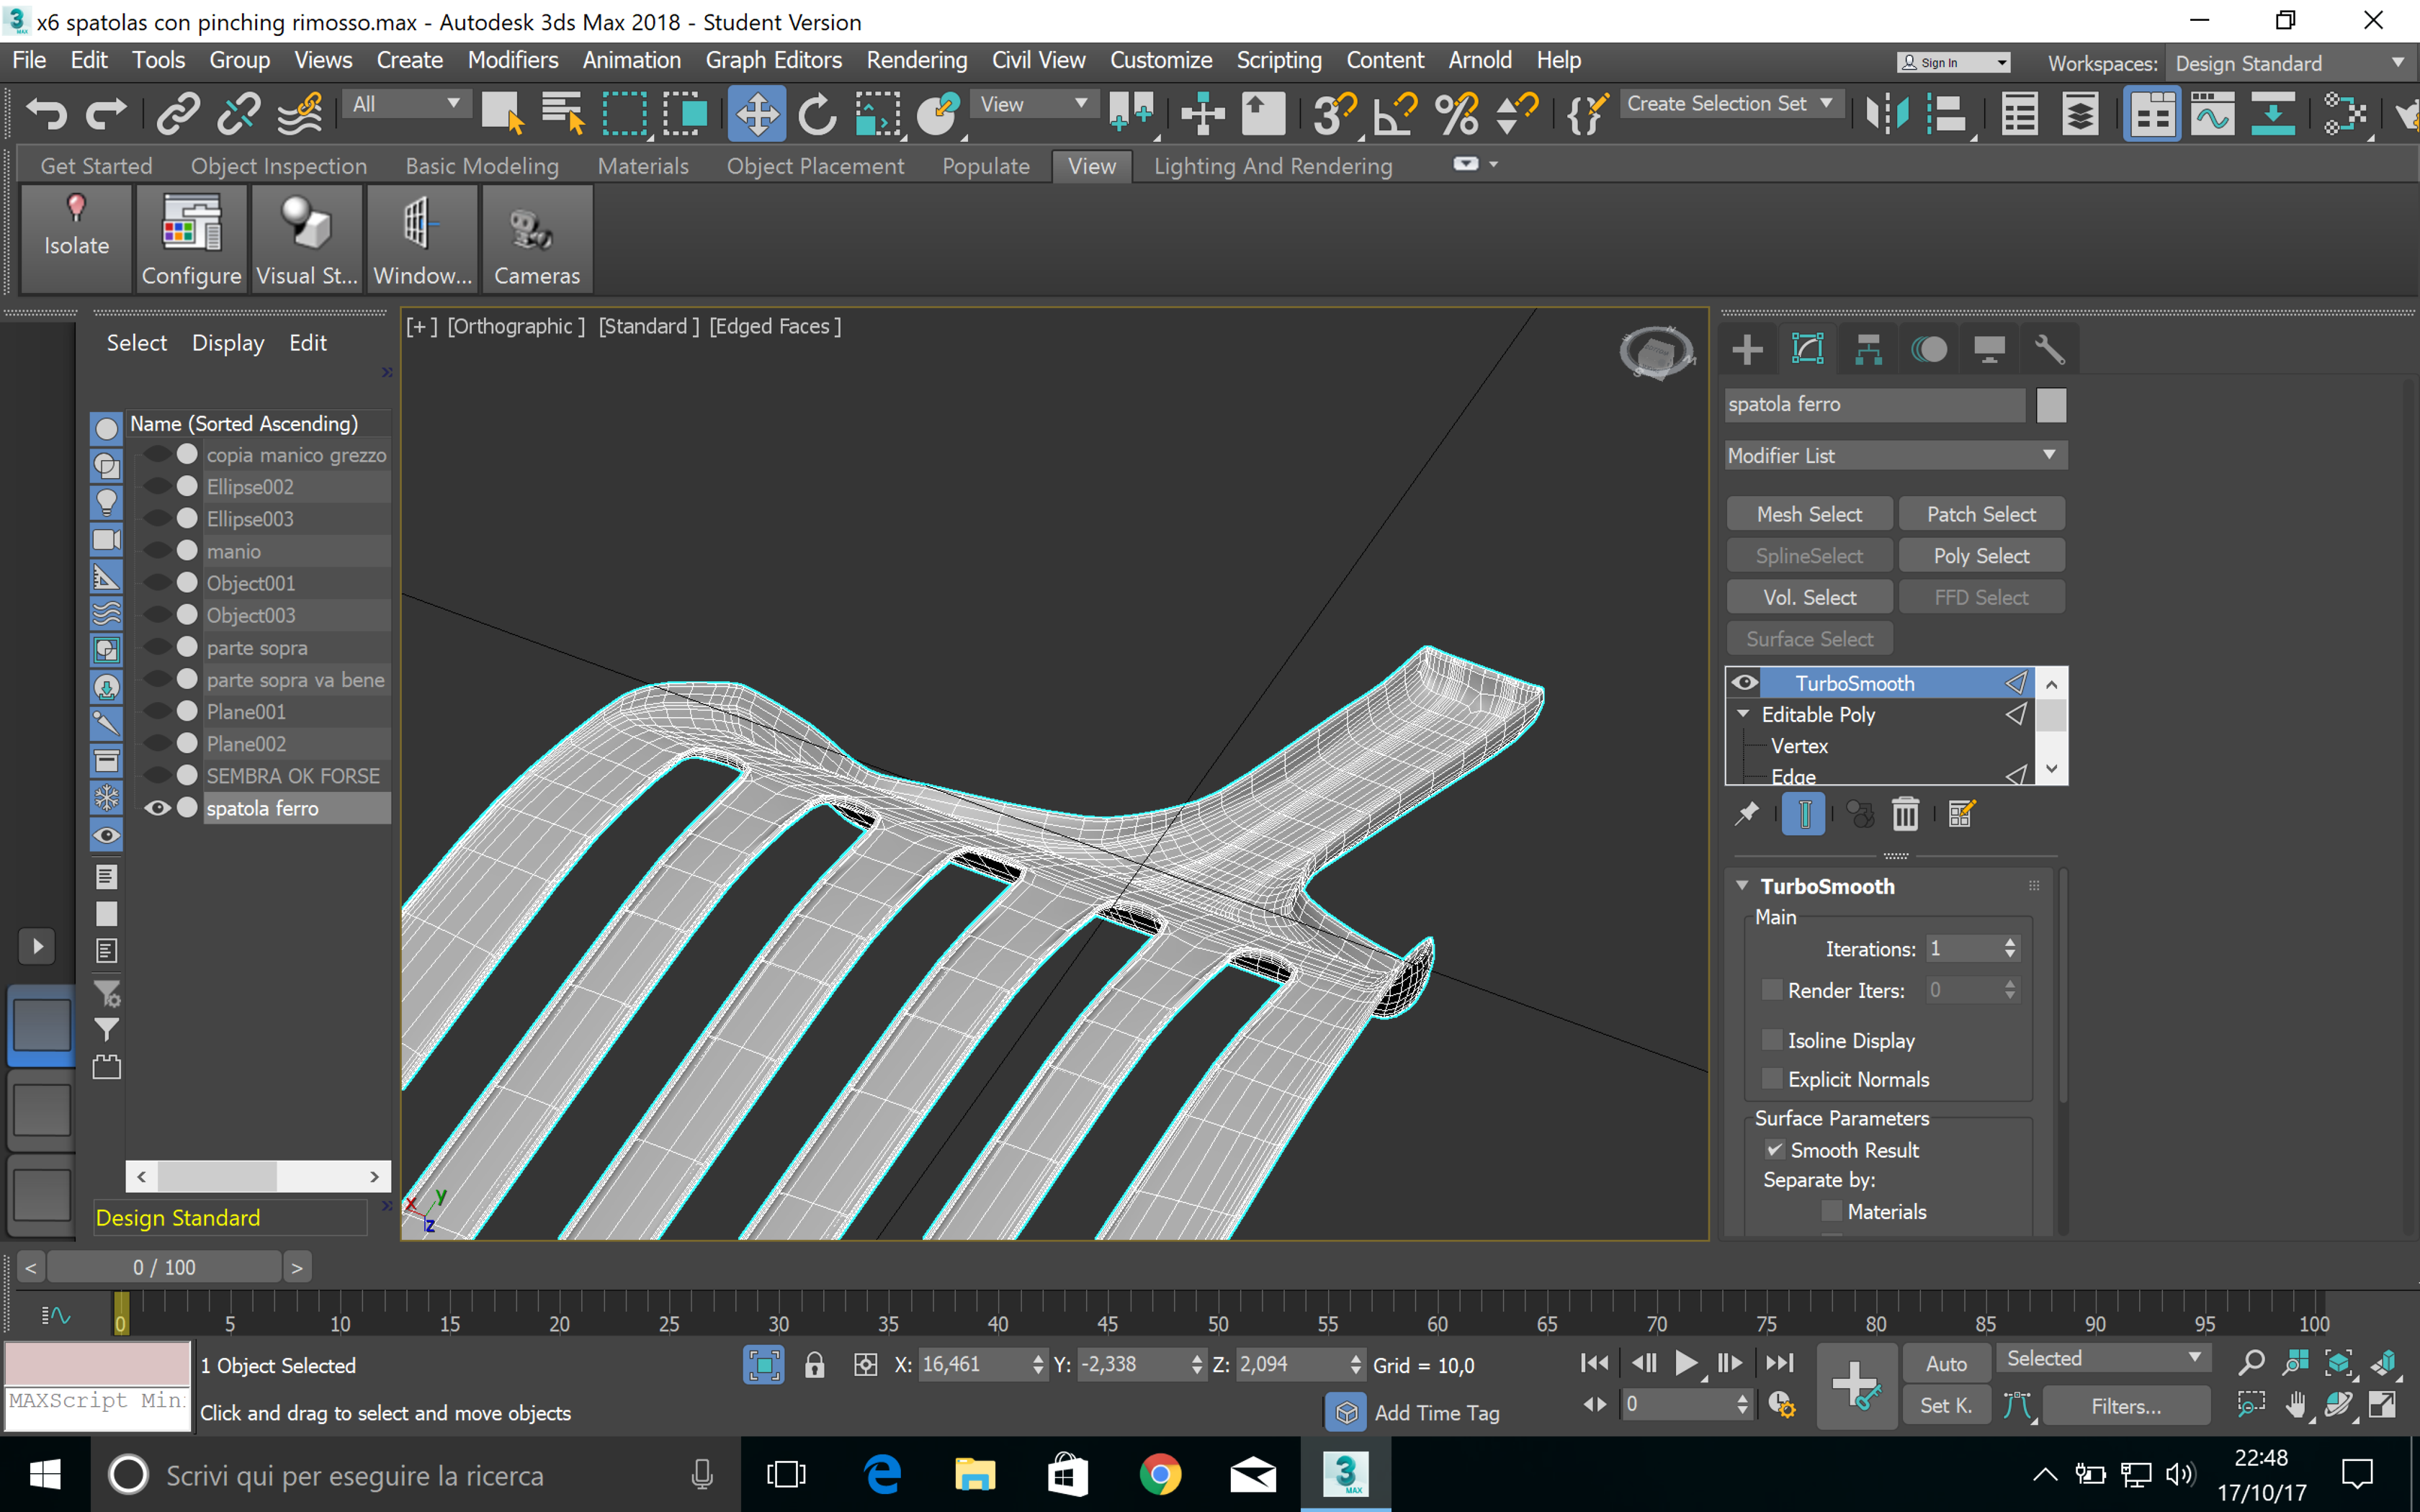 x6 spatolas con pinching rimosso.max - Autodesk 3ds Max 2018 - Student Version
File Edit Tools Group Views Create Modifiers Animation Graph Editors Rendering Civil View Customize Scripting Content Arnold Help
Sign In Workspaces: Design Standard
All View Create Selection Set
Get Started Object Inspection Basic Modeling Materials Object Placement Populate View Lighting And Rendering
Isolate
Configure Visual St... Window... Cameras
[+] [Orthographic] [Standard] [Edged Faces]
Select Display Edit
Name (Sorted Ascending)
copia manico grezzo
Ellipse002
Ellipse003
manio
Object001
Object003
parte sopra
parte sopra va bene
Plane001
Plane002
SEMBRA OK FORSE
spatola ferro
Design Standard
x y z
spatola ferro
Modifier List
Mesh Select Patch Select
SplineSelect Poly Select
Vol. Select FFD Select
Surface Select
TurboSmooth
Editable Poly
Vertex
Edge
TurboSmooth
Main
Iterations: 1
Render Iters: 0
Isoline Display
Explicit Normals
Surface Parameters
Smooth Result
Separate by:
Materials
< 0 / 100 >
0 5 10 15 20 25 30 35 40 45 50 55 60 65 70 75 80 85 90 95 100
1 Object Selected X: 16,461 Y: -2,338 Z: 2,094 Grid = 10,0 Auto Selected
MAXScript Min Click and drag to select and move objects Add Time Tag 0 Set K. Filters...
Scrivi qui per eseguire la ricerca 3 MAX
22:48
17/10/17